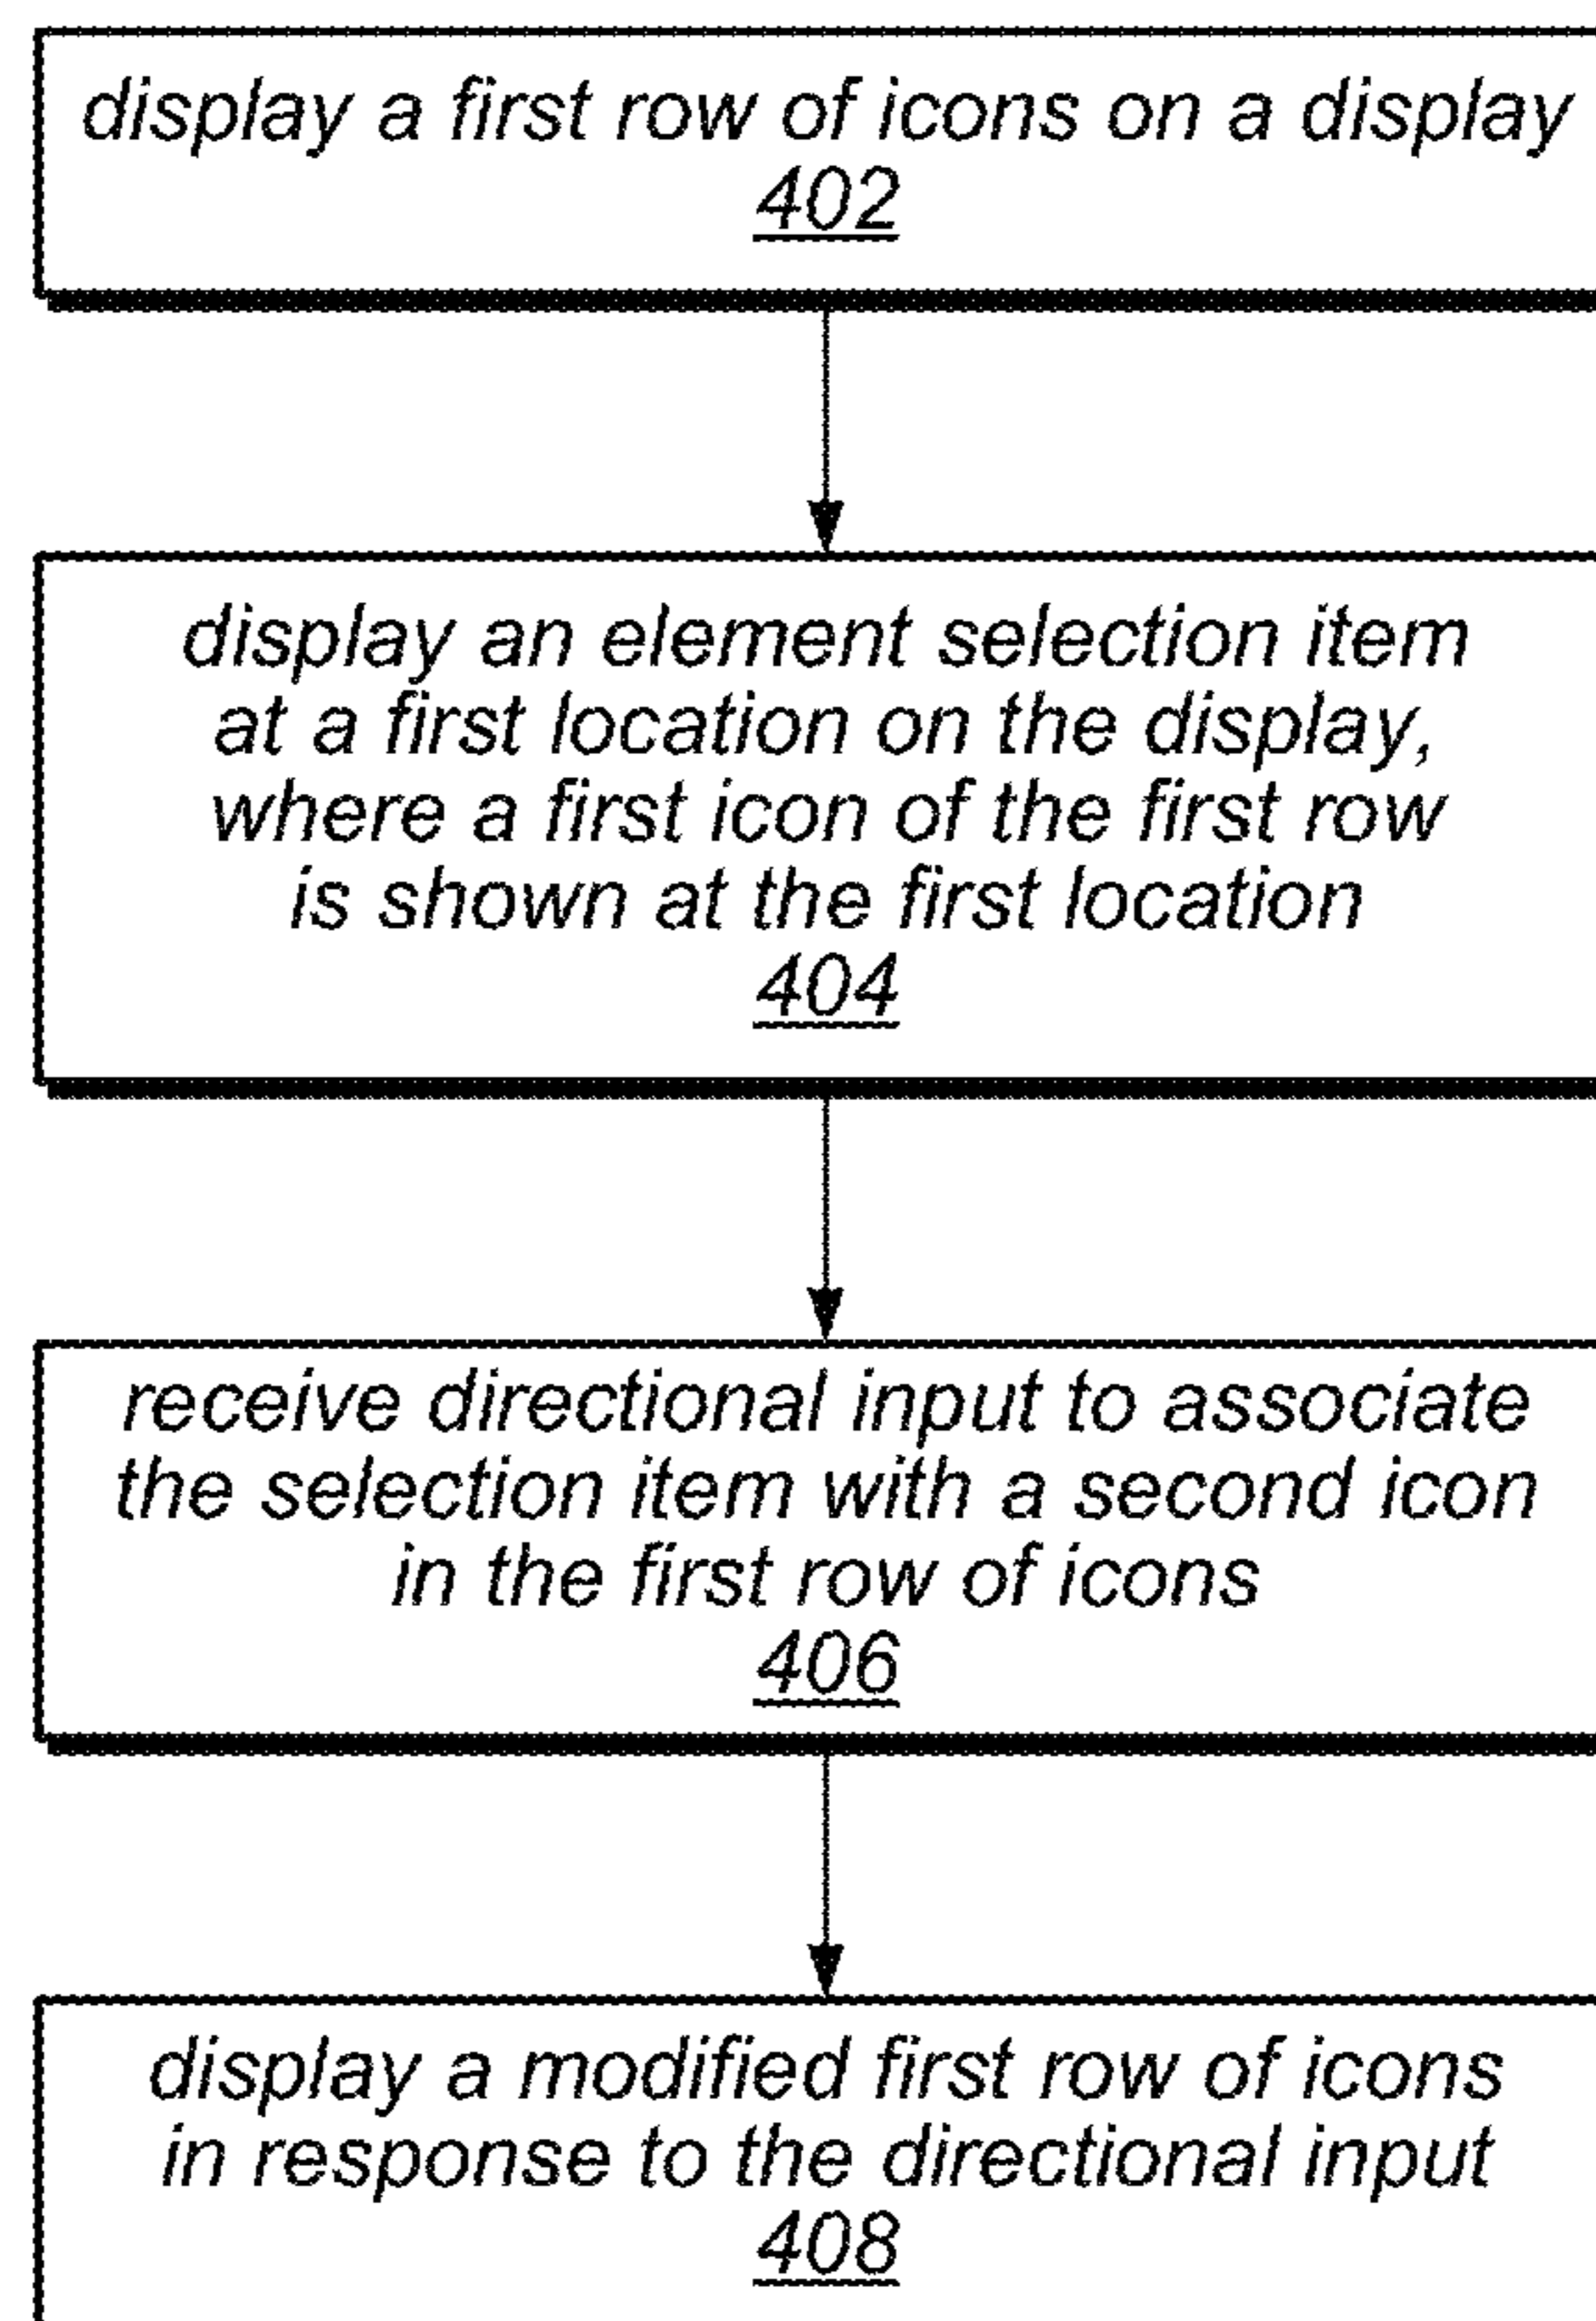 display a first row of icons on a display
402
display an element selection item
at a first location on the display,
where a first icon of the first row
is shown at the first location
404
receive directional input to associate
the selection item with a second icon
in the first row of icons
406
display a modified first row of icons
in response to the directional input
408